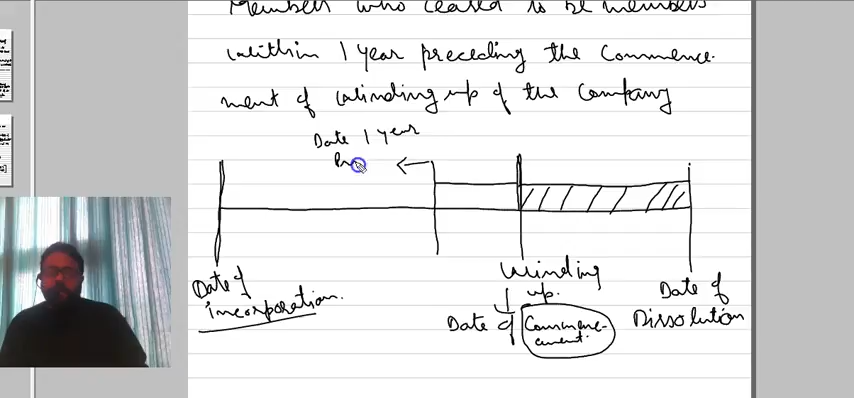 Members who ceased to be members
within 1 year preceding the Commence-
ment of winding up of the Company
Date 1 year
Pr
Date of
incorporation.
Winding
up.
Date of
Commence-
ment.
Date of
Dissolution